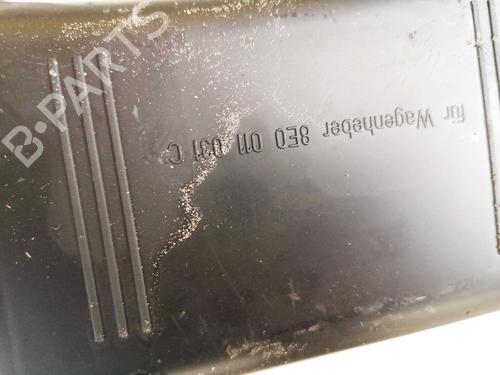 B-PARTS
für Wagenheber 8E0 011 031 C